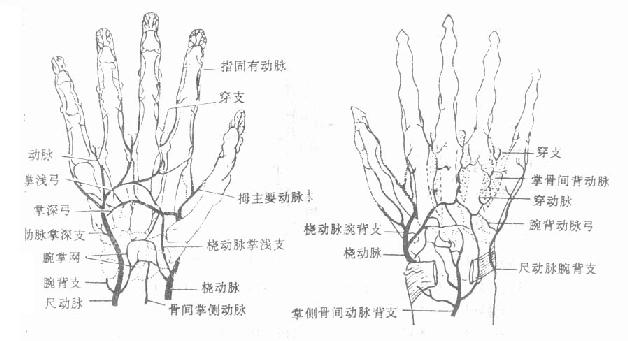 指固有动脉
穿支
动脉
掌浅弓
掌深弓
动脉掌深支
腕掌网
腕背支
尺动脉
拇主要动脉
桡动脉掌浅支
桡动脉
骨间掌侧动脉
穿支
掌骨间背动脉
穿动脉
腕背动脉弓
尺动脉腕背支
桡动脉腕背支
桡动脉
掌侧骨间动脉背支